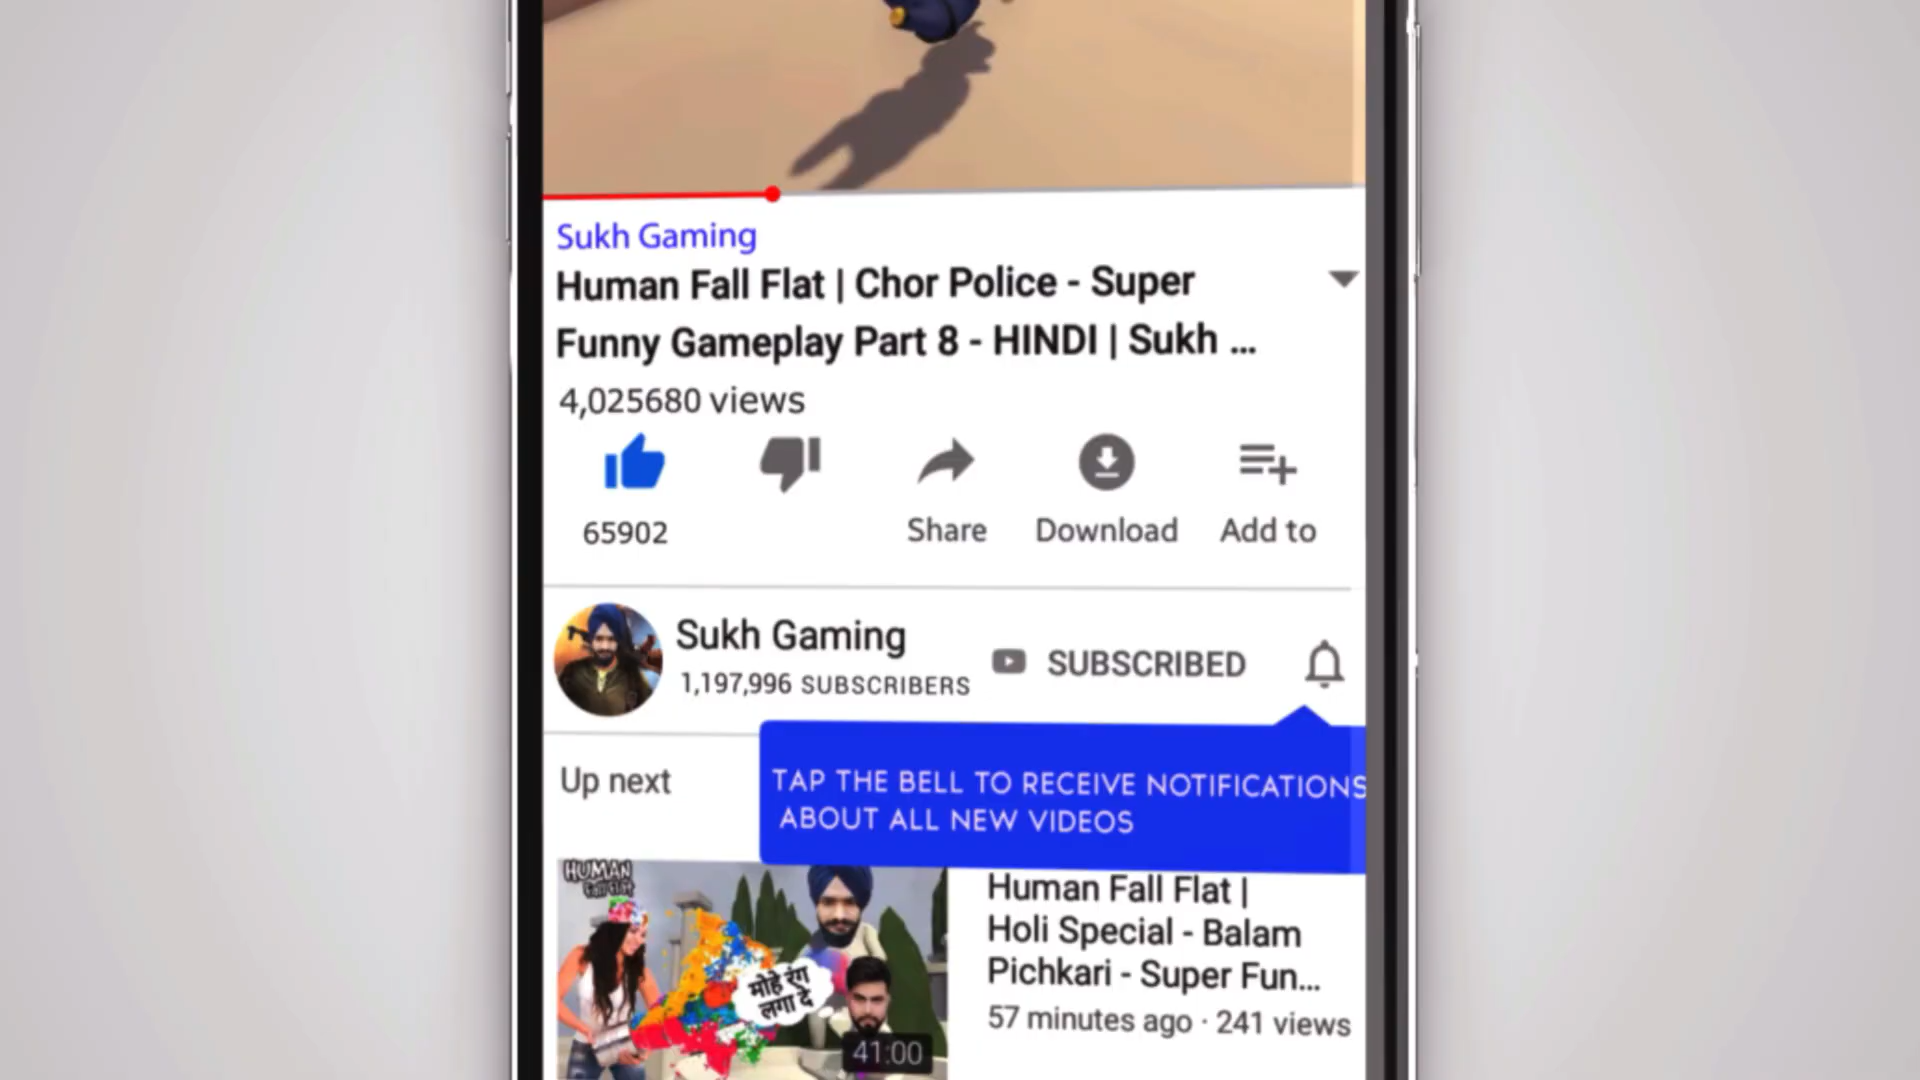 Sukh Gaming
Human Fall Flat | Chor Police - Super
Funny Gameplay Part 8 - HINDI | Sukh ...
4,025680 views
65902
Share
Download
Add to
Sukh Gaming
1,197,996 SUBSCRIBERS
SUBSCRIBED
TAP THE BELL TO RECEIVE NOTIFICATIONS
ABOUT ALL NEW VIDEOS
Up next
HUMAN
Fall Flat
मोहे रंग
लगा दे
41:00
Human Fall Flat |
Holi Special - Balam
Pichkari - Super Fun...
57 minutes ago · 241 views